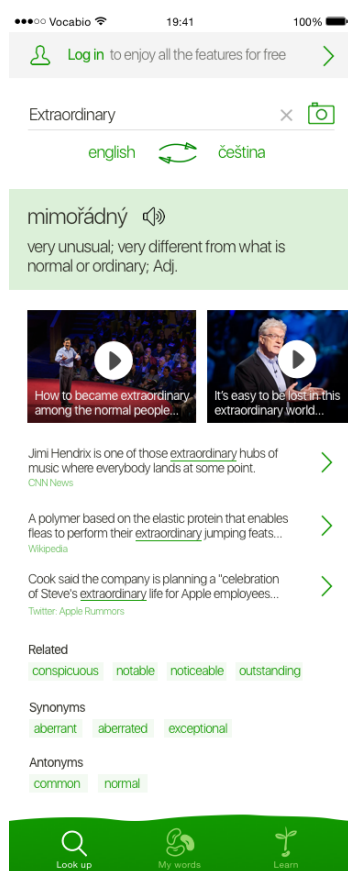 Vocabio
19:41
100%
Log in to enjoy all the features for free
Extraordinary
english
čeština
mimořádný
very unusual; very different from what is
normal or ordinary; Adj.
How to became extraordinary
among the normal people...
It's easy to be lost in this
extraordinary world...
Jimi Hendrix is one of those extraordinary hubs of
music where everybody lands at some point.
CNN News
A polymer based on the elastic protein that enables
fleas to perform their extraordinary jumping feats...
Wikipedia
Cook said the company is planning a "celebration
of Steve's extraordinary life for Apple employees...
Twitter: Apple Rummors
Related
conspicuous notable noticeable outstanding
Synonyms
aberrant aberrated exceptional
Antonyms
common normal
Look up
My words
Learn